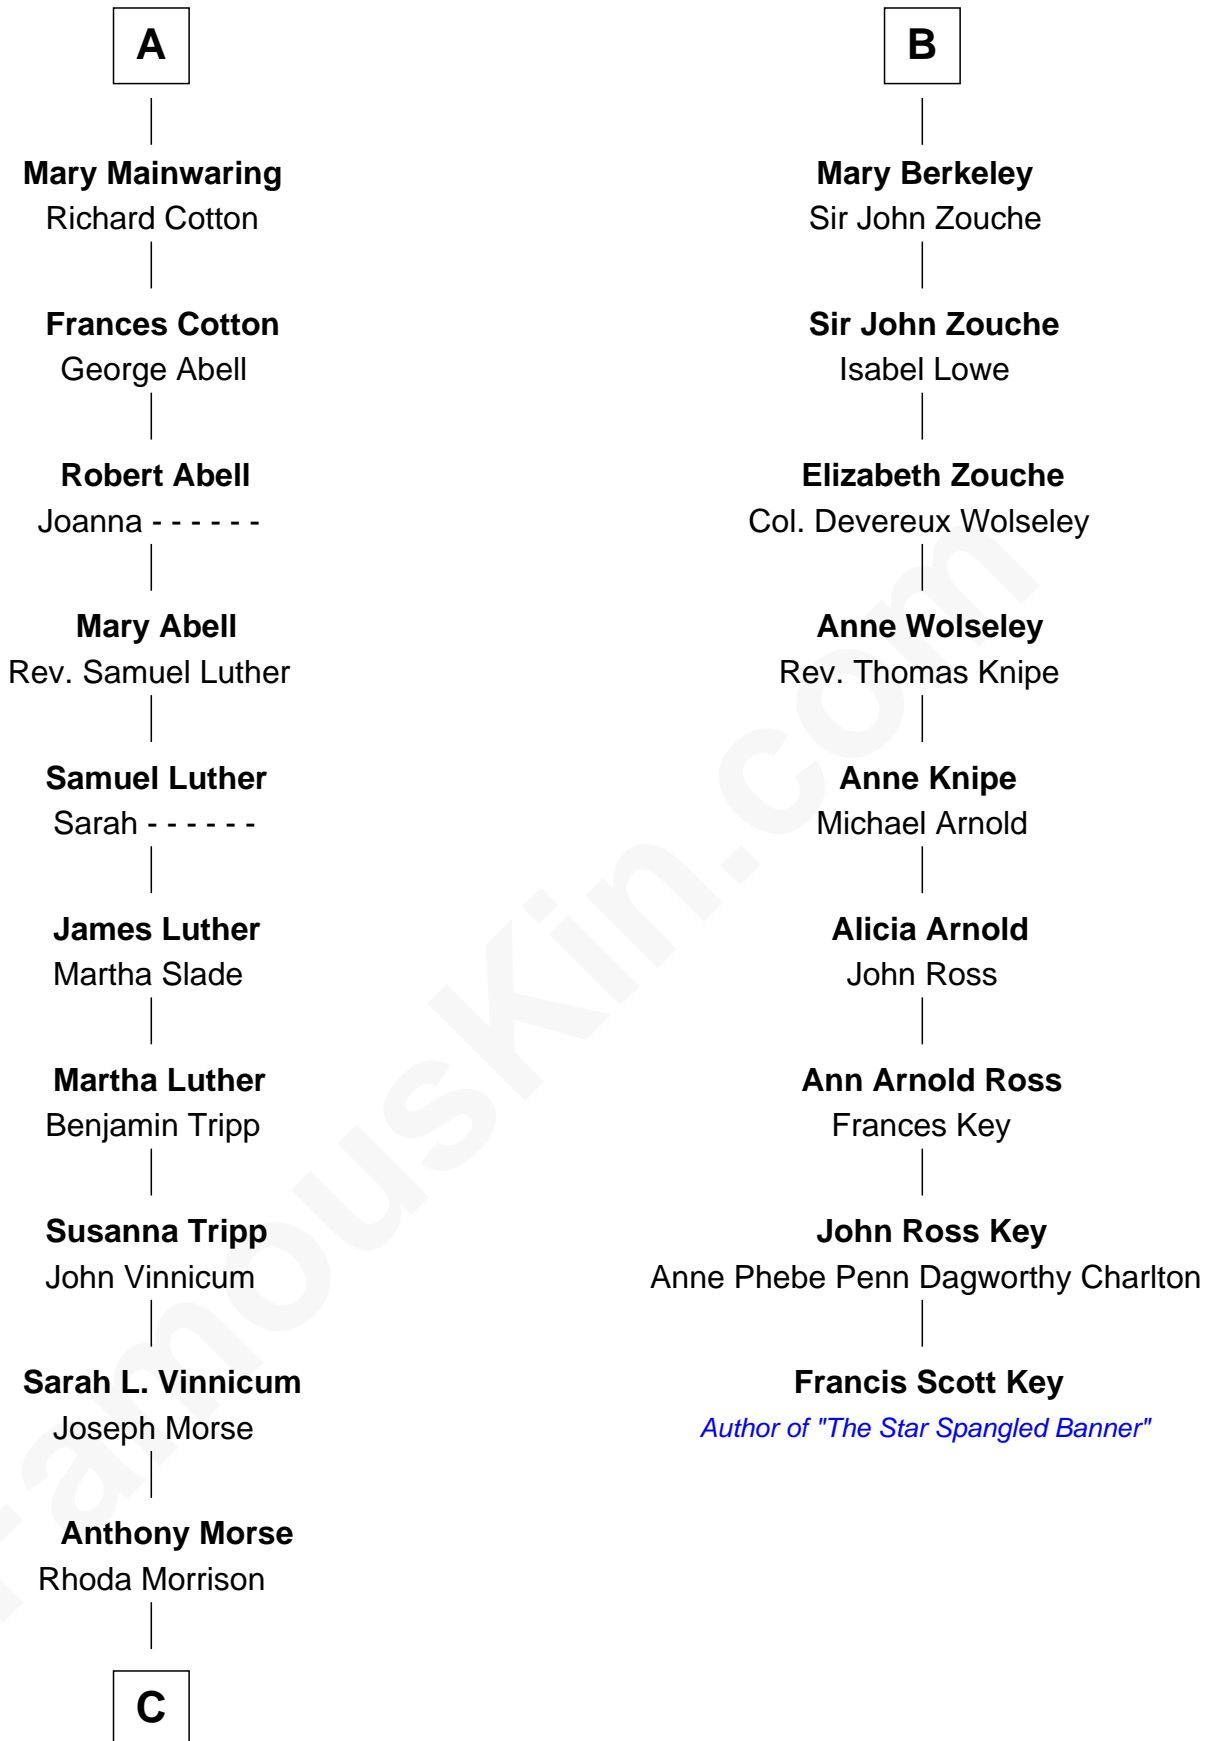 A
Mary Mainwaring
Richard Cotton
Frances Cotton
George Abell
Robert Abell
Joanna - - - - - -
Mary Abell
Rev. Samuel Luther
Samuel Luther
Sarah - - - - - -
James Luther
Martha Slade
Martha Luther
Benjamin Tripp
Susanna Tripp
John Vinnicum
Sarah L. Vinnicum
Joseph Morse
Anthony Morse
Rhoda Morrison
C
B
Mary Berkeley
Sir John Zouche
Sir John Zouche
Isabel Lowe
Elizabeth Zouche
Col. Devereux Wolseley
Anne Wolseley
Rev. Thomas Knipe
Anne Knipe
Michael Arnold
Alicia Arnold
John Ross
Ann Arnold Ross
Frances Key
John Ross Key
Anne Phebe Penn Dagworthy Charlton
Francis Scott Key
Author of "The Star Spangled Banner"
FamousKin.com